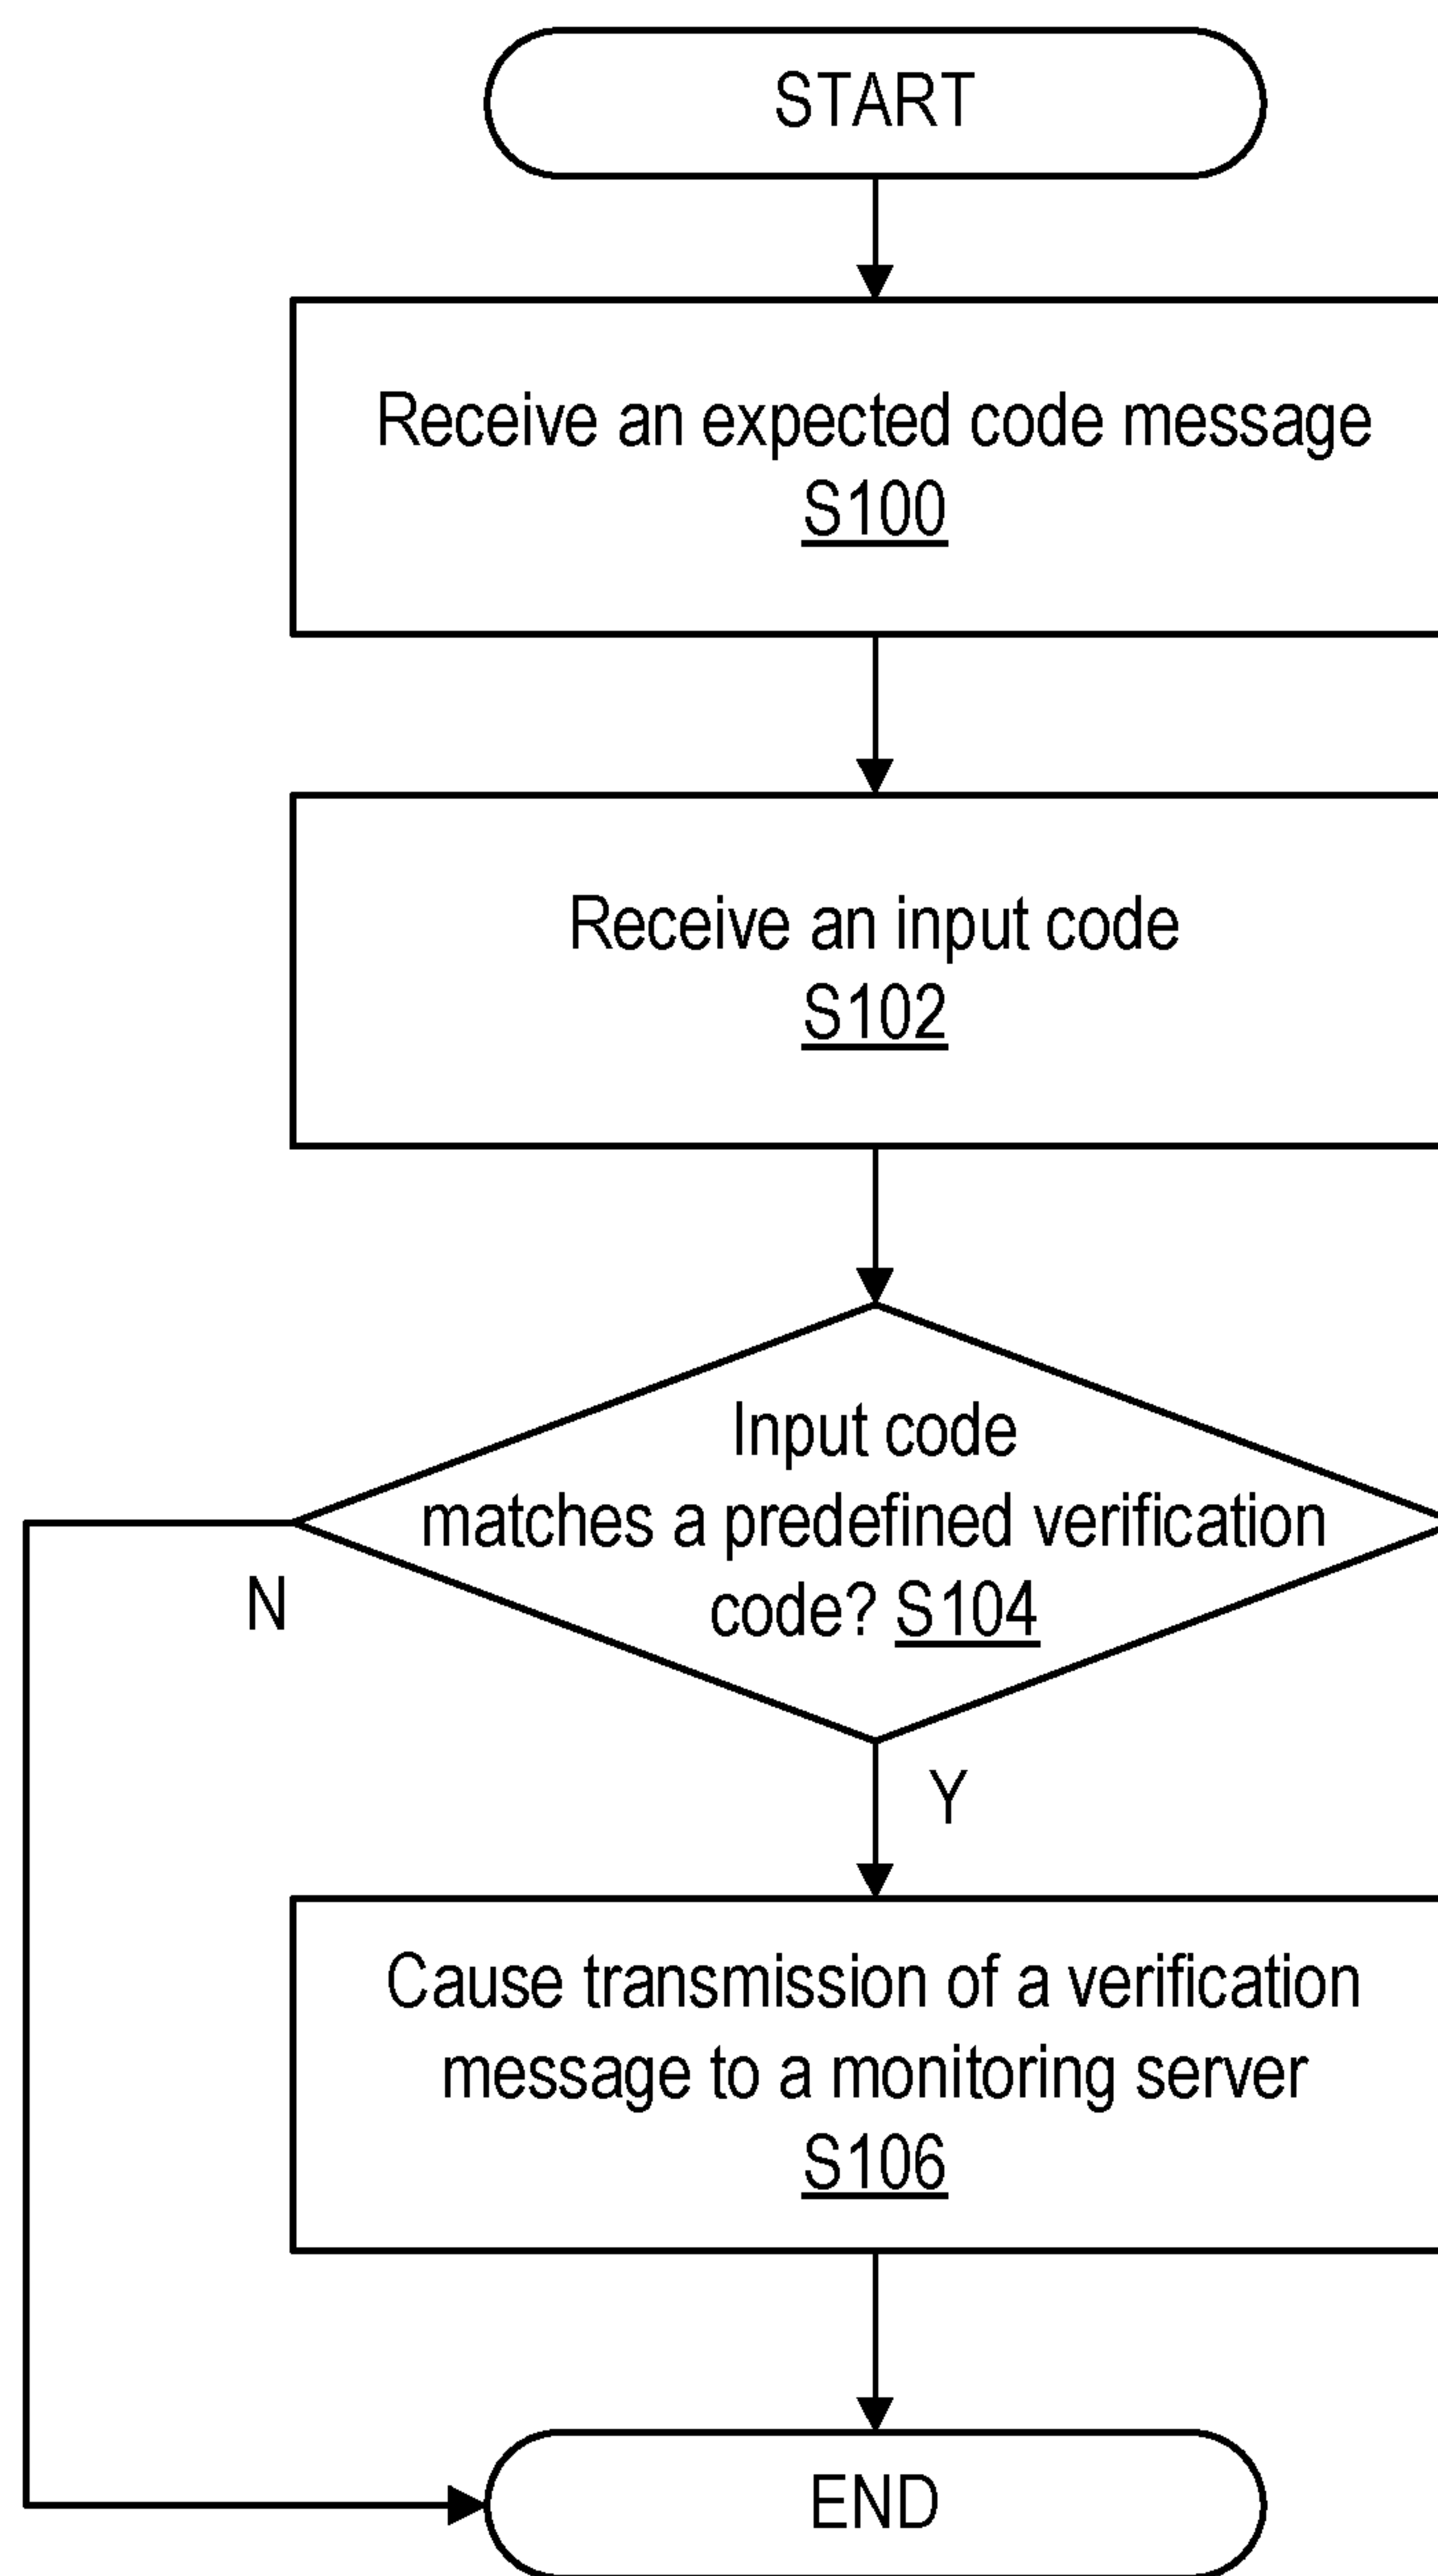 START
Receive an expected code message
S100
Receive an input code
S102
Input code
matches a predefined verification
code? S104
N
Y
Cause transmission of a verification
message to a monitoring server
S106
END